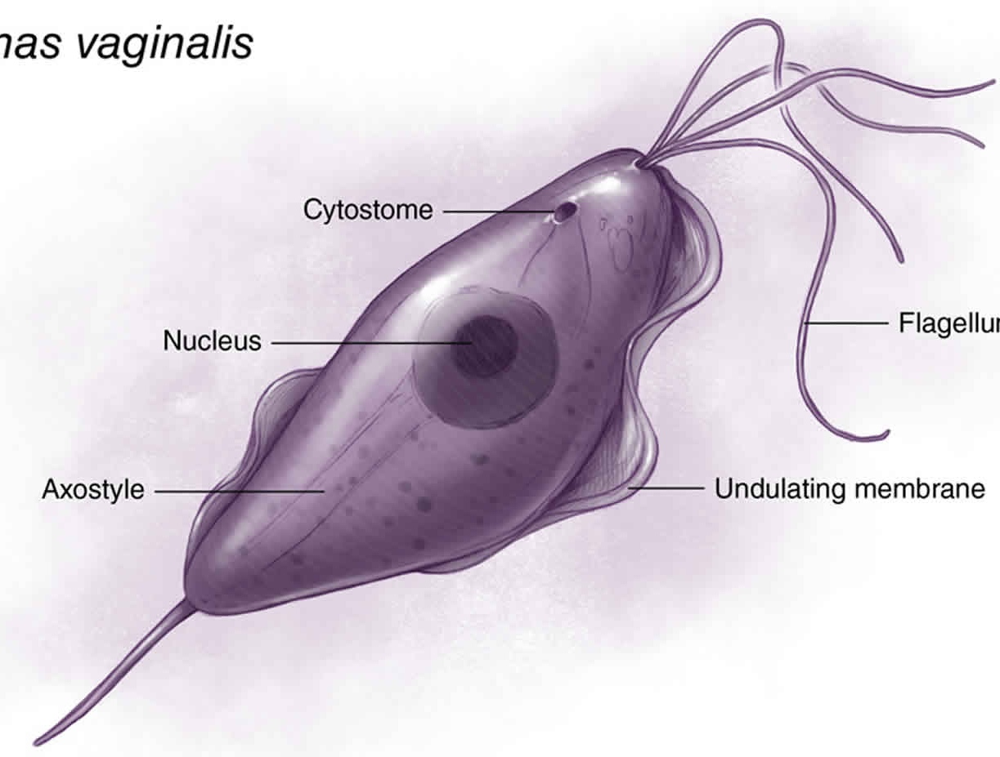 nas vaginalis
Cytostome
Nucleus
Flagellur
Axostyle
Undulating membrane